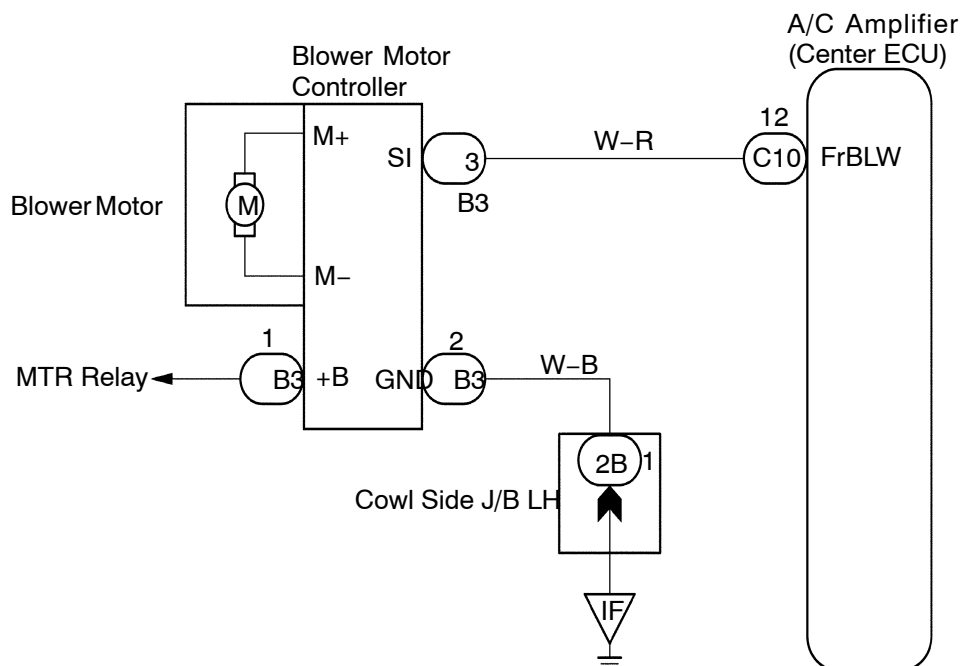 A/C Amplifier
(Center ECU)
Blower Motor
Controller
12
M+
W-R
SI
3
C10
FrBLW
B3
Blower Motor
M
M-
1
2
MTR Relay
B3
+B
GND
B3
W-B
2B
1
Cowl Side J/B LH
IF